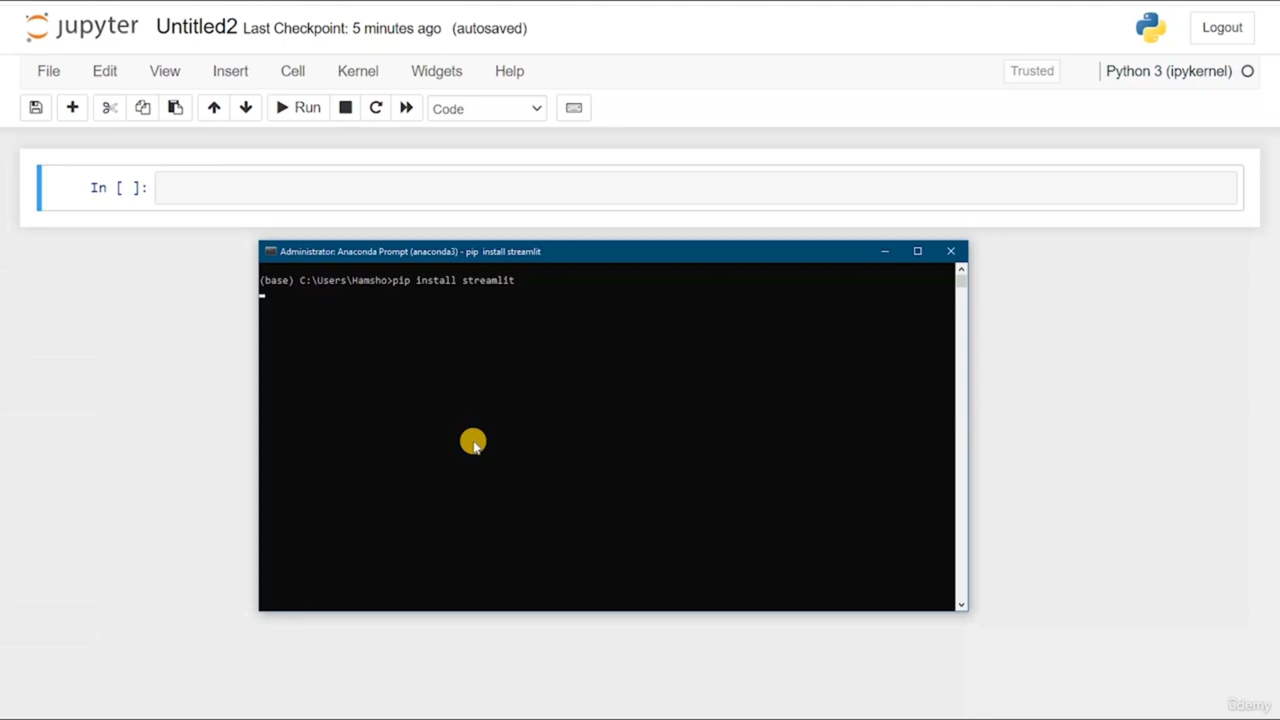 jupyter Untitled2 Last Checkpoint: 5 minutes ago (autosaved) Logout
File Edit View Insert Cell Kernel Widgets Help Trusted Python 3 (ipykernel)
Run Code
In [ ]:
Administrator: Anaconda Prompt (anaconda3) - pip install streamlit
(base) C:\Users\Hamsho>pip install streamlit
ûdemy